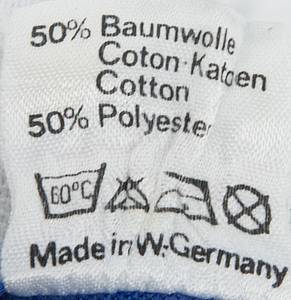 50% Baumwolle
Coton·Katoen
Cotton
50% Polyester
60°C
Made in W.-Germany